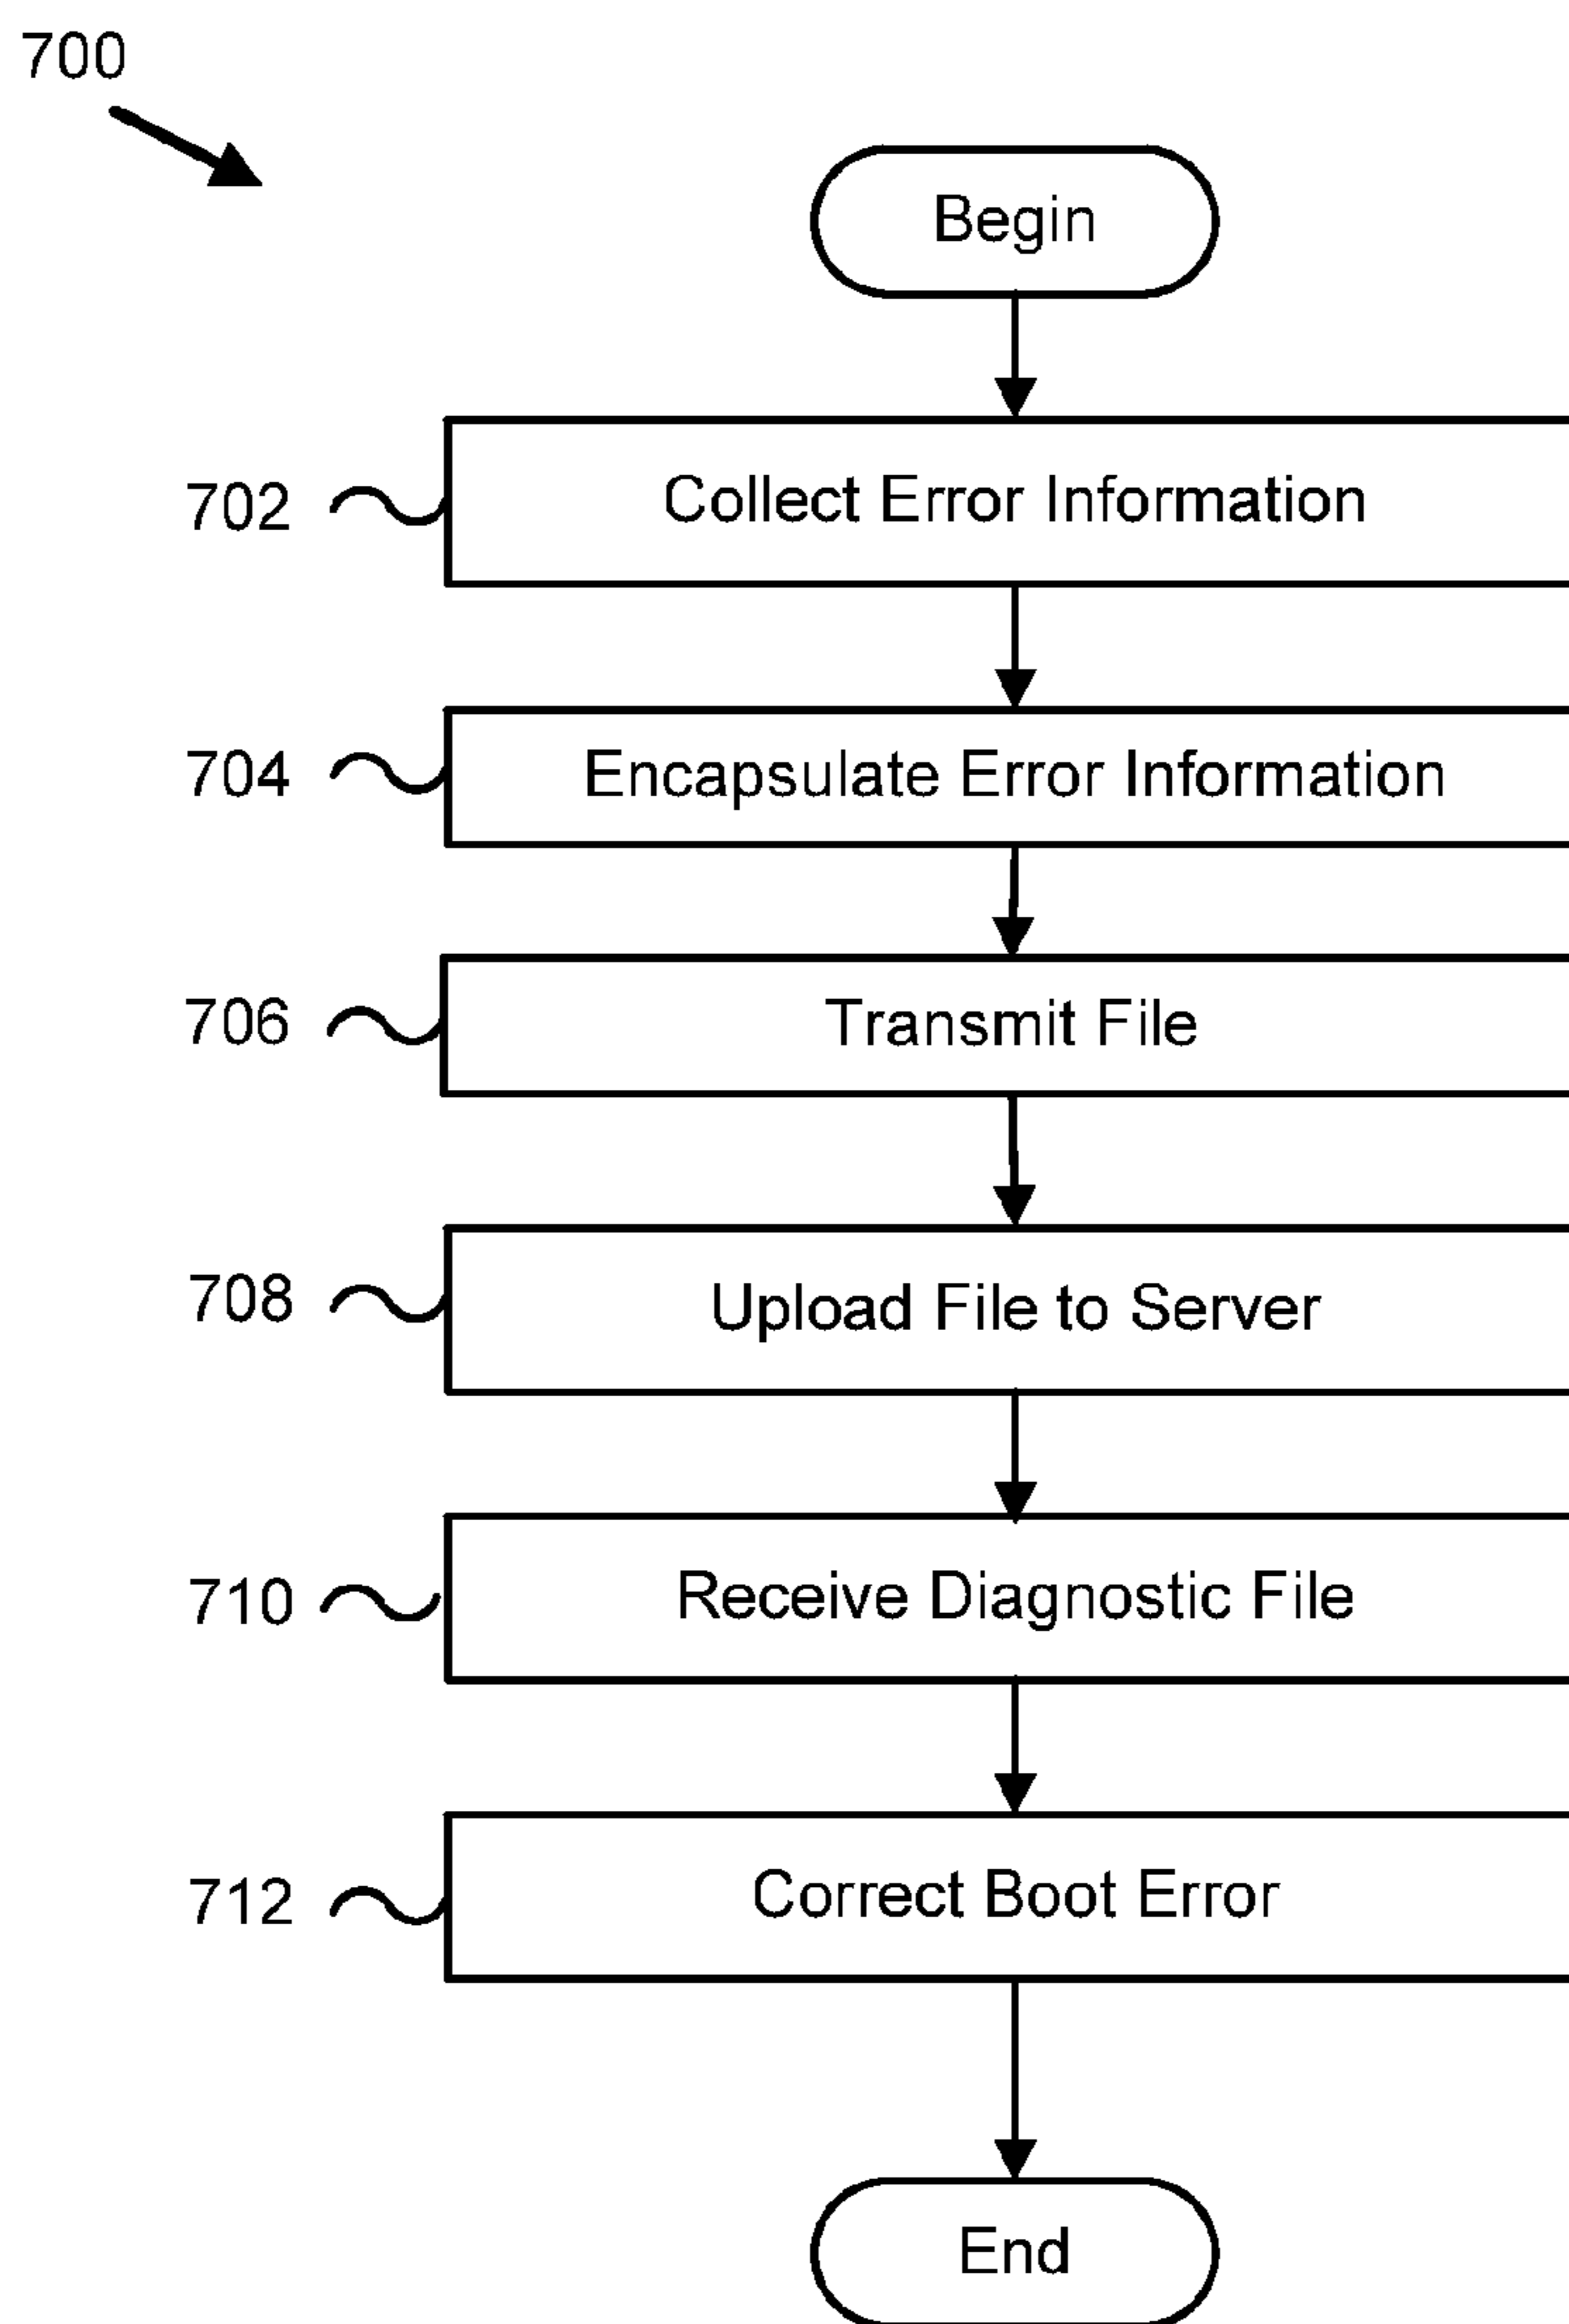 700
Begin
702 Collect Error Information
704 Encapsulate Error Information
706 Transmit File
708 Upload File to Server
710 Receive Diagnostic File
712 Correct Boot Error
End